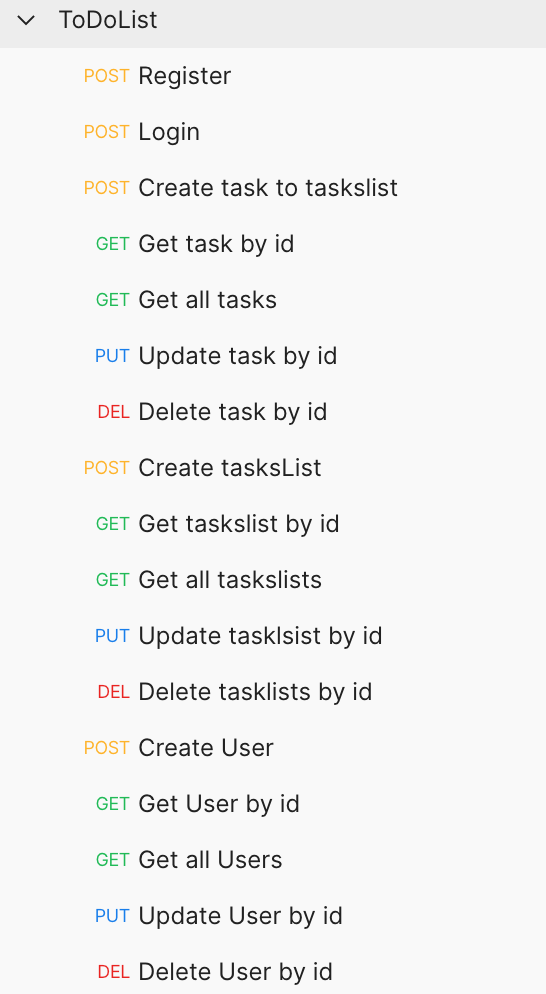 ToDoList
POST Register
POST Login
POST Create task to taskslist
GET Get task by id
GET Get all tasks
PUT Update task by id
DEL Delete task by id
POST Create tasksList
GET Get taskslist by id
GET Get all taskslists
PUT Update tasklsist by id
DEL Delete tasklists by id
POST Create User
GET Get User by id
GET Get all Users
PUT Update User by id
DEL Delete User by id